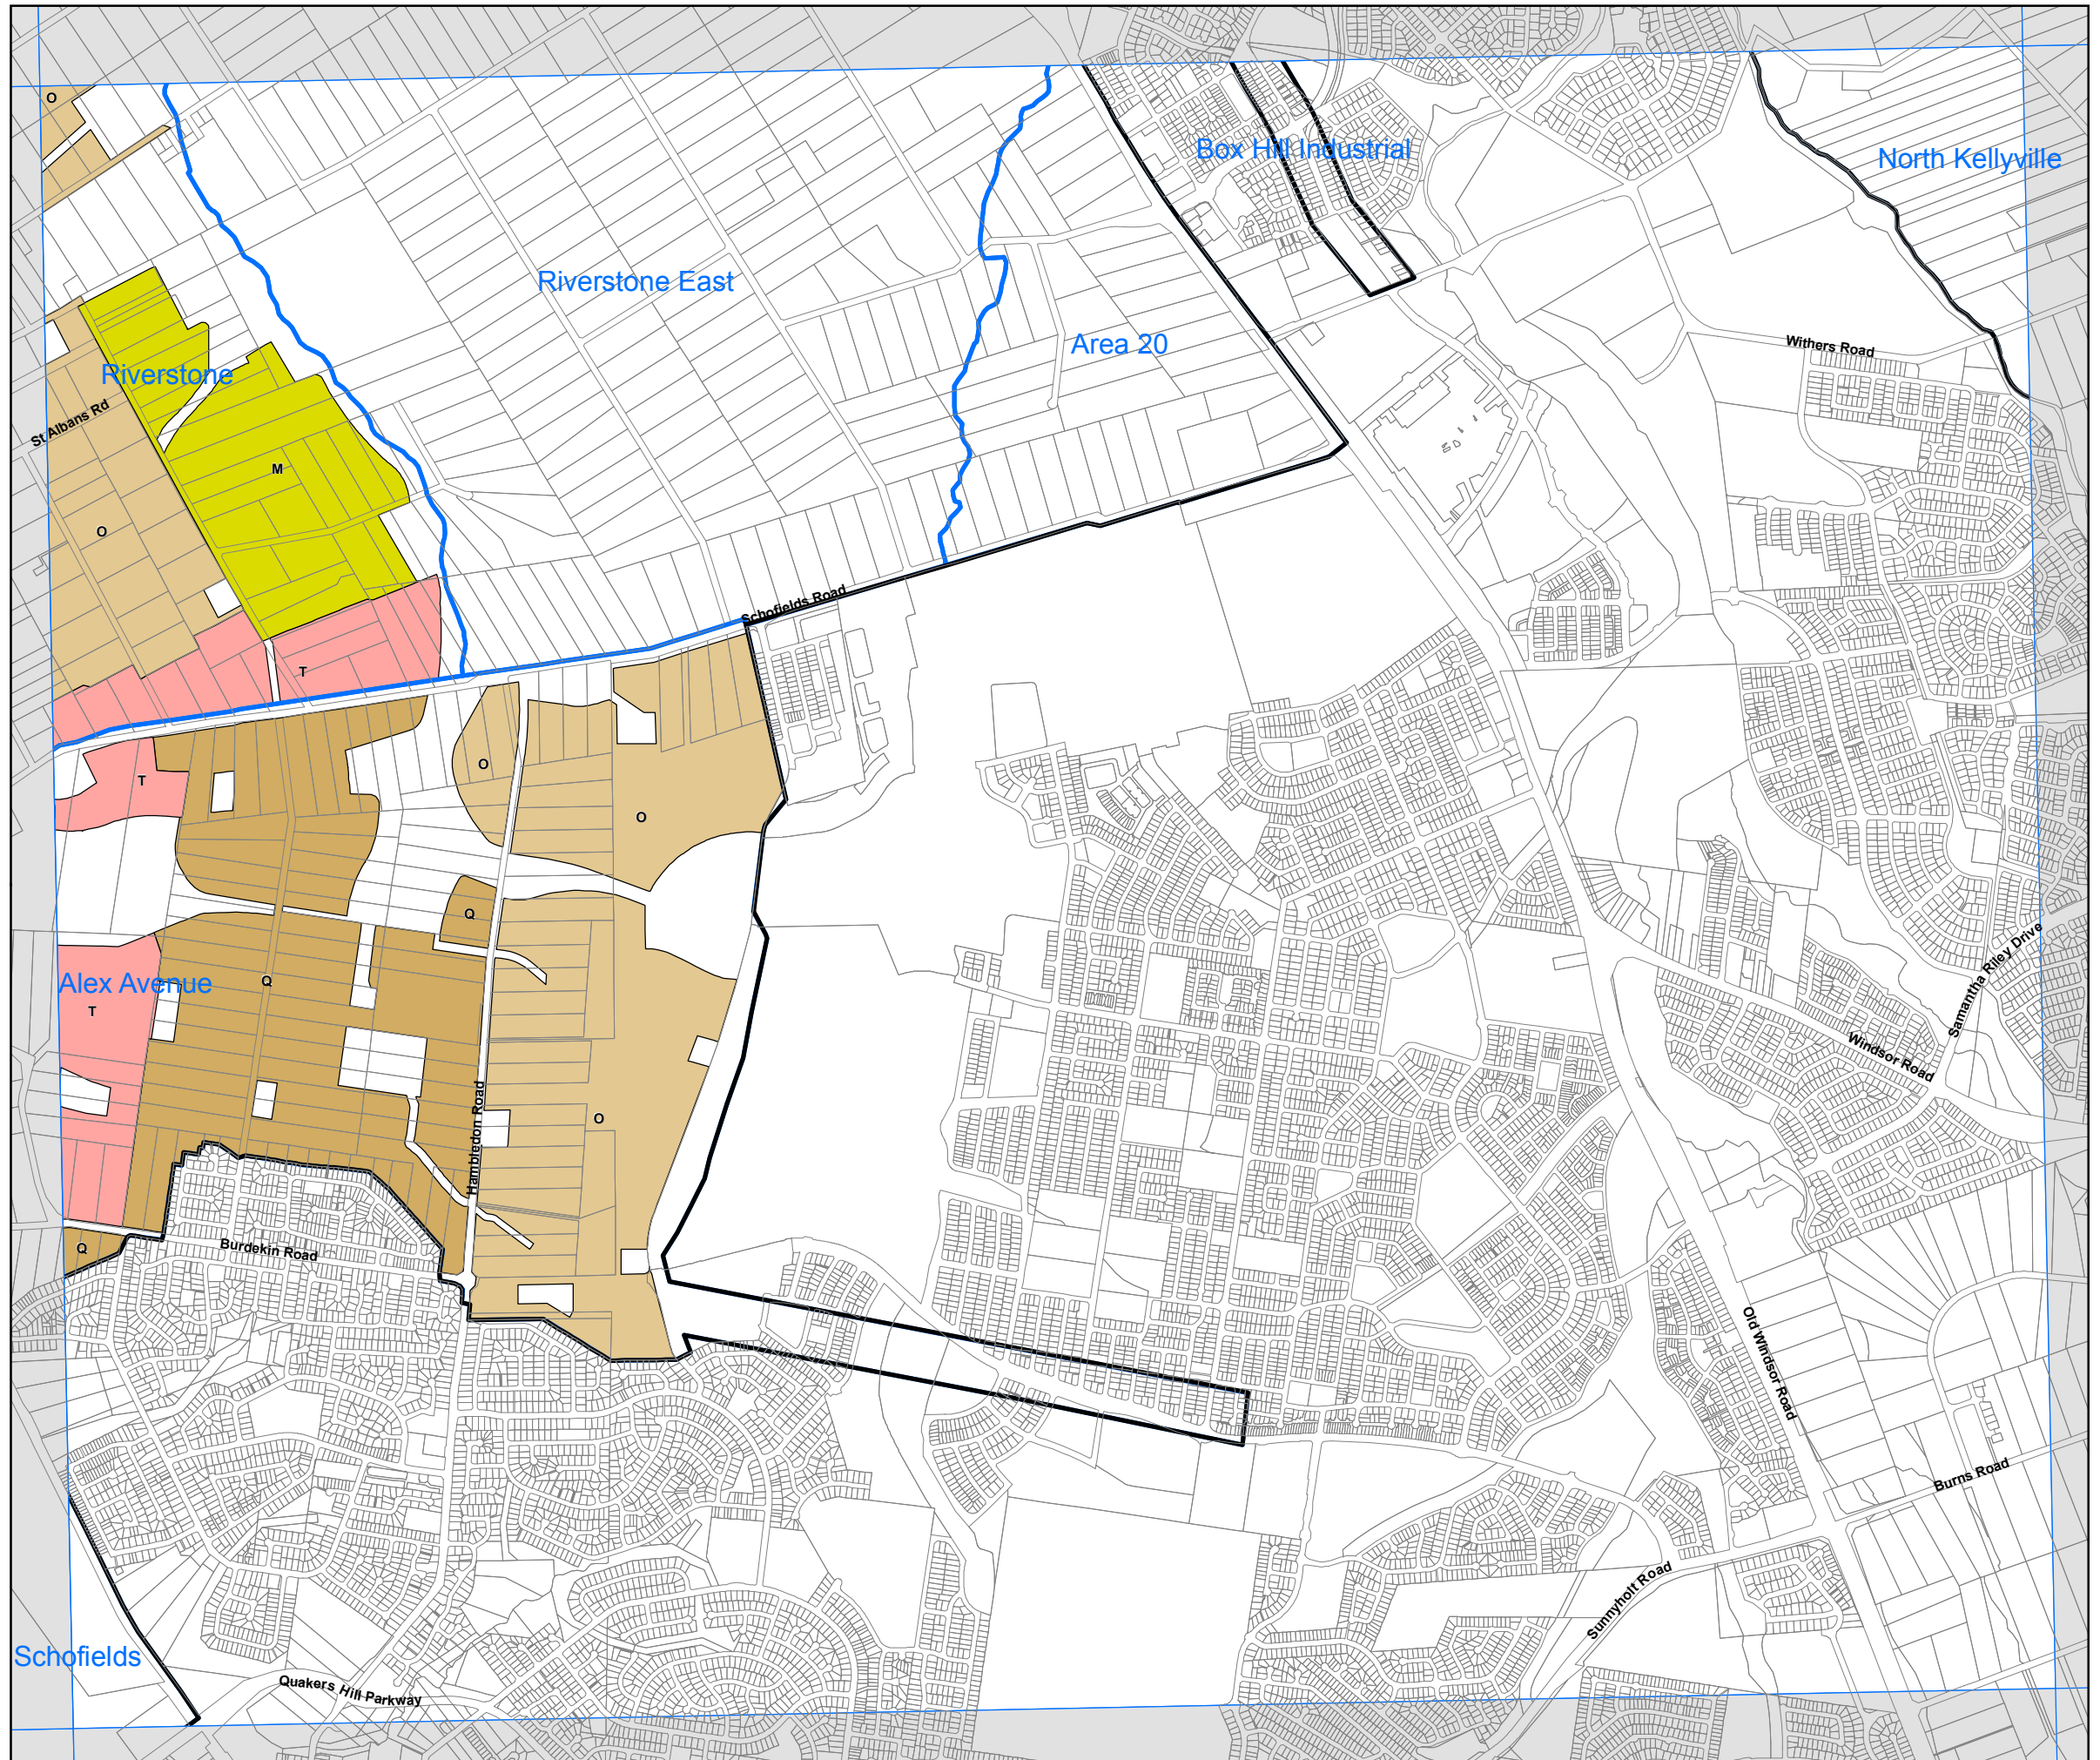 O
Box Hill Industrial
North Kellyville
Riverstone East
Area 20
Withers Road
Riverstone
St Albans Rd
M
O
Schofields Road
T
O
T
O
Q
Samantha Riley Drive
Alex Avenue
Q
T
Windsor Road
Hambledon Road
O
Q
Burdekin Road
Old Windsor Road
Burns Road
Sunnyholt Road
Schofields
Quakers Hill Parkway